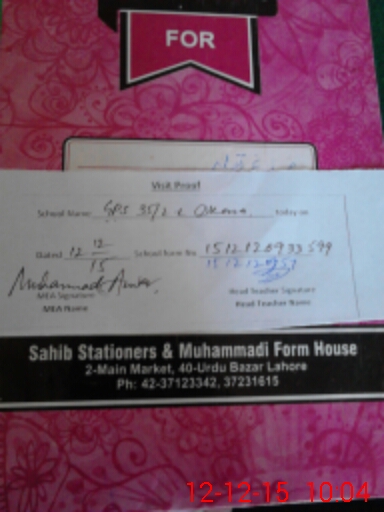 FOR
Visit Proof
School Name GPS 35/2 L Okara. today on
Dated 12 12 15 School form No 15121209 33599
Muhammad
MEA Signature Head Teacher Signature
MEA Name Head Teacher Name
Sahib Stationers & Muhammadi Form House
2-Main Market, 40-Urdu Bazar Lahore
Ph: 42-37123342, 37231615
12-12-15 10:04